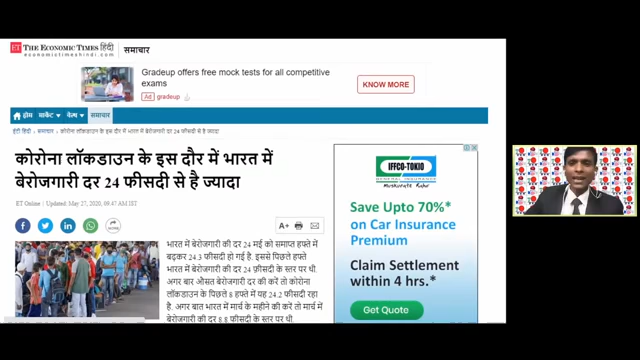 ET THE ECONOMIC TIMES हिंदी
economictimeshindi.com
समाचार
Gradeup offers free mock tests for all competitive
exams
Ad gradeup
KNOW MORE
होम मार्केट वेल्थ समाचार
ईटी हिंदी समाचार कोरोना लॉकडाउन के इस दौर में भारत में बेरोजगारी दर 24 फीसदी से है ज्यादा
कोरोना लॉकडाउन के इस दौर में भारत में
बेरोजगारी दर 24 फीसदी से है ज्यादा
ET Online | Updated: May 27, 2020, 09.47 AM IST
A+
भारत में बेरोजगारी की दर 24 मई को समाप्त हफ्ते में
बढ़कर 24.3 फीसदी हो गई है. इससे पिछले हफ्ते
भारत में बेरोजगारी की दर 24 फ़ीसदी के स्तर पर थी.
अगर बार औसत बेरोजगारी दर की करें तो कोरोना
लॉकडाउन के पिछले 8 हफ्ते में यह 24.2 फीसदी रहा
है. अगर बात भारत में मार्च के महीने की करें तो मार्च में
बेरोजगारी की दर 8.8 फीसदी के स्तर पर थी.
IFFCO-TOKIO
GENERAL INSURANCE
Muskurate Raho
Save Upto 70%*
on Car Insurance
Premium
Claim Settlement
within 4 hrs.*
Get Quote